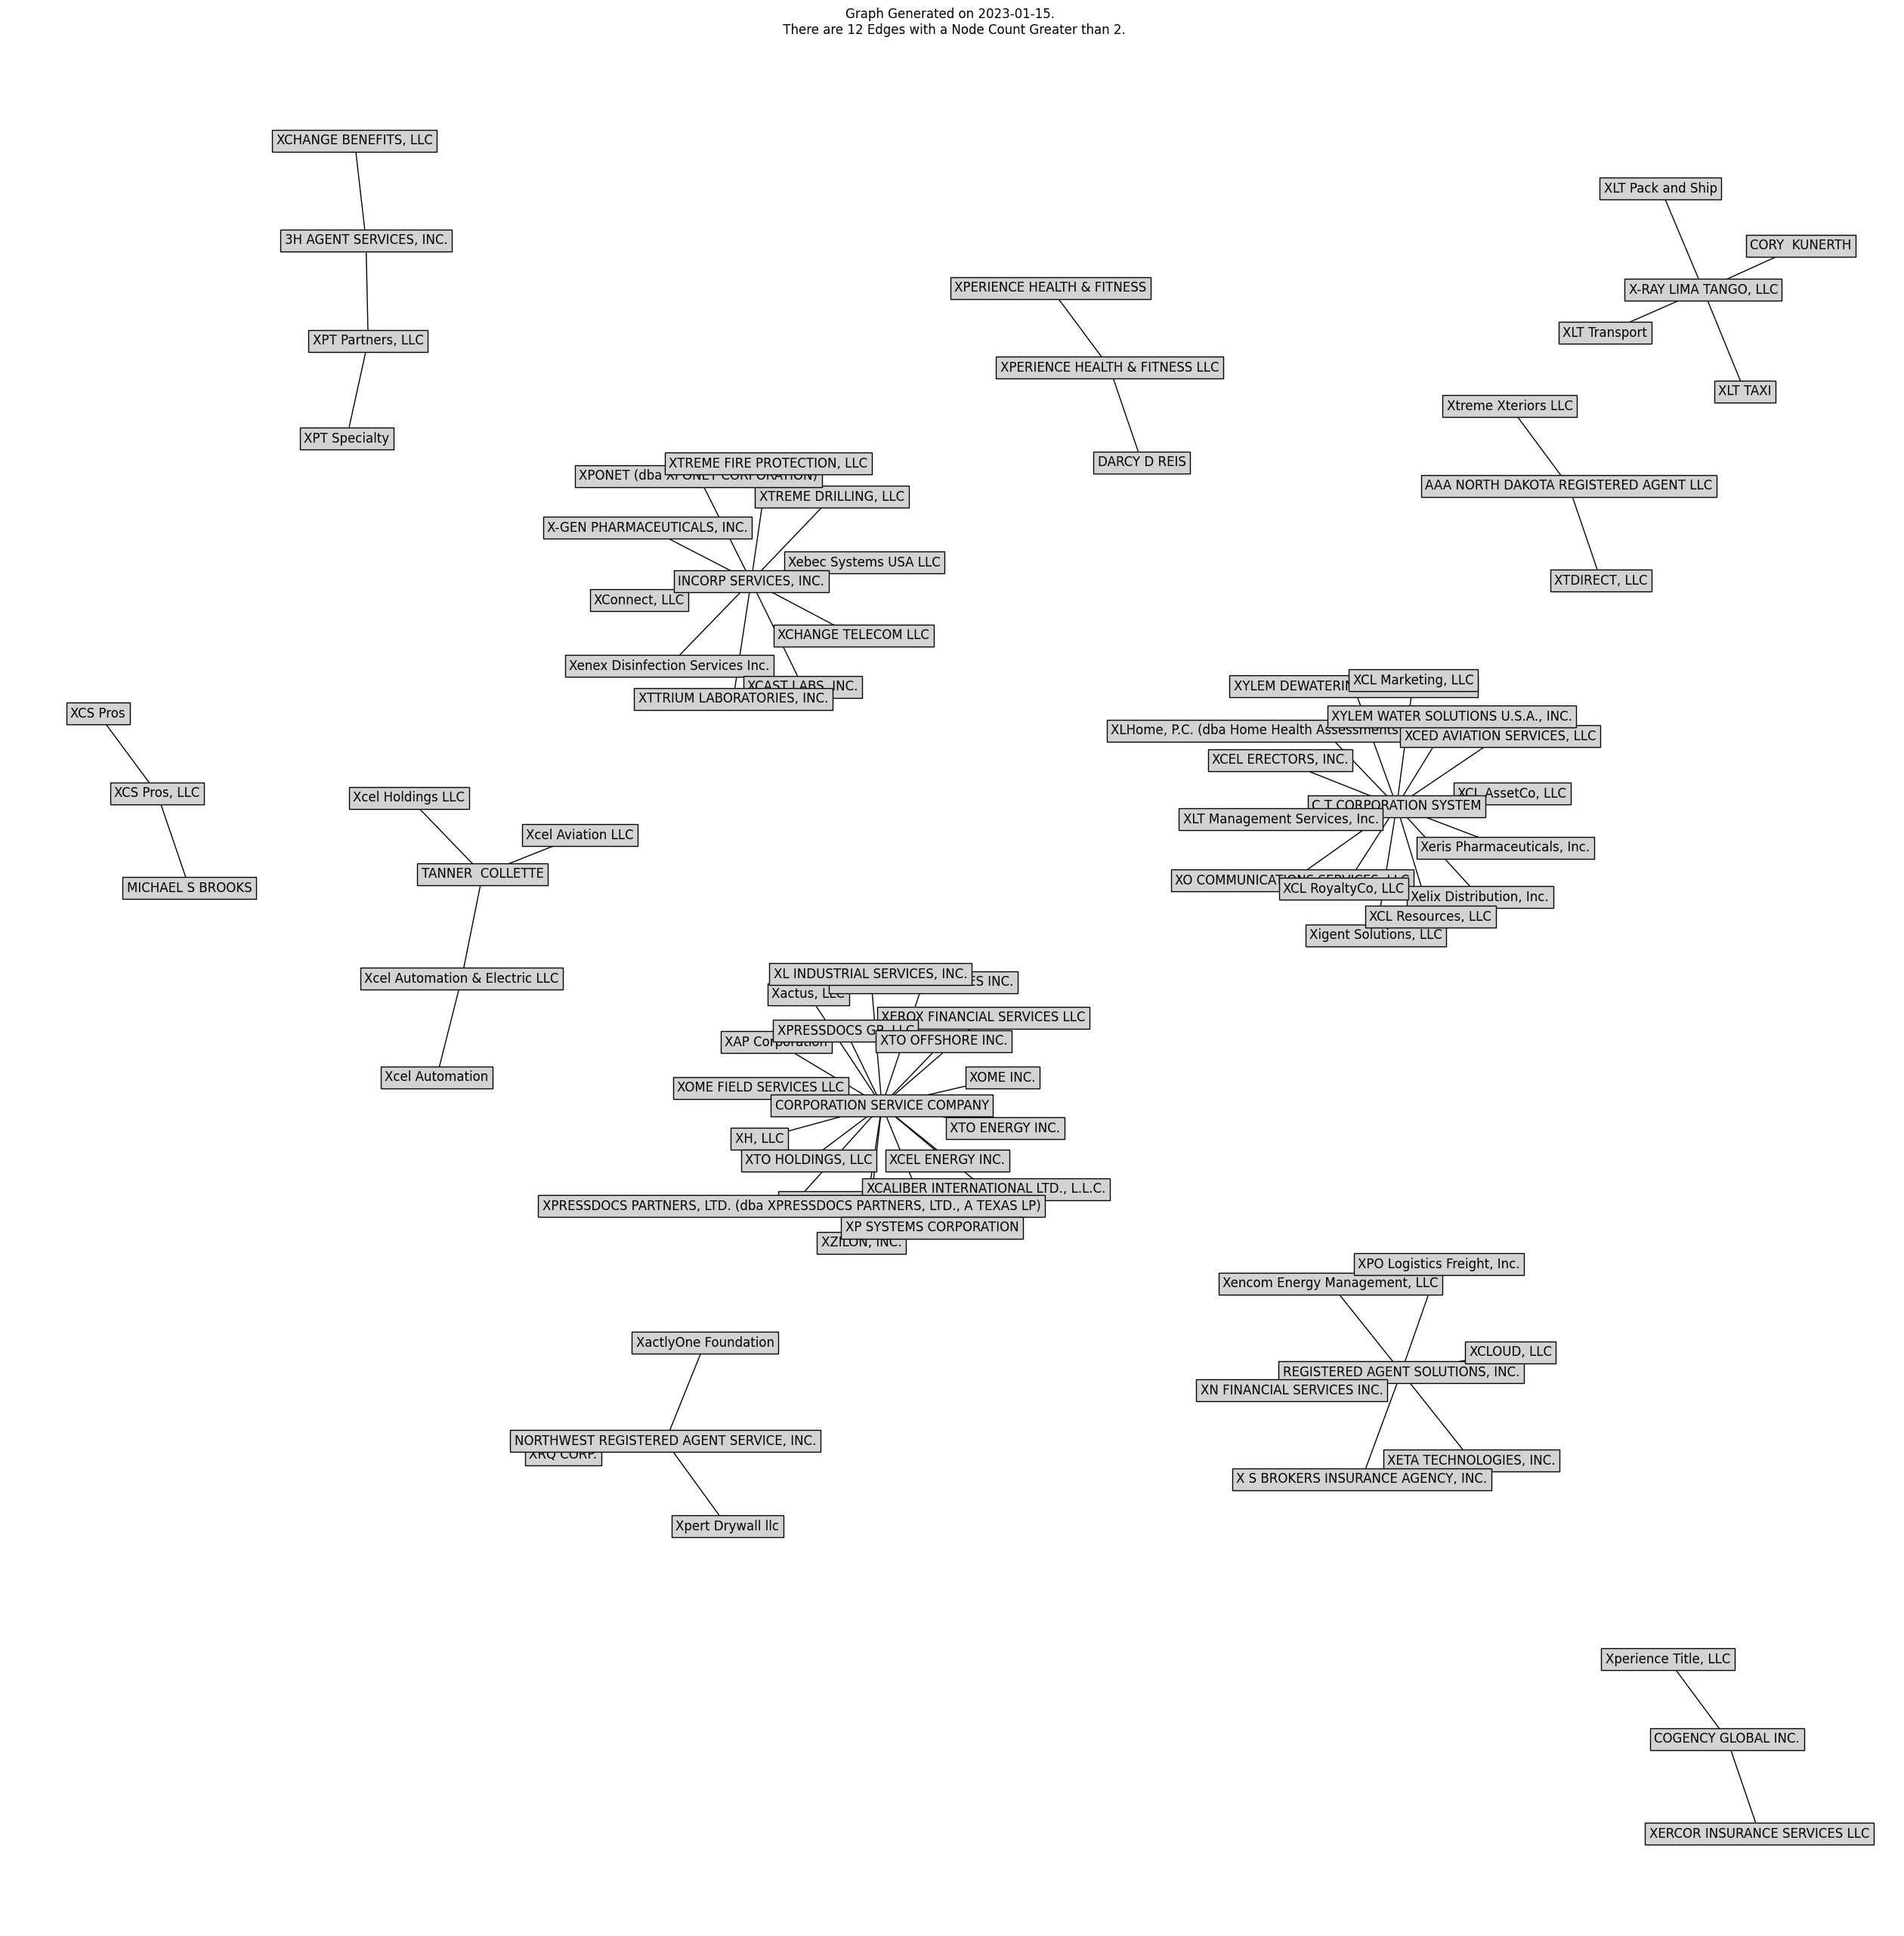 Graph Generated on 2023-01-15.
There are 12 Edges with a Node Count Greater than 2.
XCHANGE BENEFITS, LLC
3H AGENT SERVICES, INC.
XPT Partners, LLC
XPT Specialty
XLT Pack and Ship
CORY  KUNERTH
X-RAY LIMA TANGO, LLC
XLT Transport
XLT TAXI
XPERIENCE HEALTH & FITNESS
XPERIENCE HEALTH & FITNESS LLC
DARCY D REIS
Xtreme Xteriors LLC
AAA NORTH DAKOTA REGISTERED AGENT LLC
XTDIRECT, LLC
XTREME FIRE PROTECTION, LLC
XPONET (dba XPONET CORPORATION)
XTREME DRILLING, LLC
X-GEN PHARMACEUTICALS, INC.
Xebec Systems USA LLC
INCORP SERVICES, INC.
XConnect, LLC
XCHANGE TELECOM LLC
Xenex Disinfection Services Inc.
XCAST LABS, INC.
XTTRIUM LABORATORIES, INC.
XCL Marketing, LLC
XYLEM DEWATERIN
XYLEM WATER SOLUTIONS U.S.A., INC.
XLHome, P.C. (dba Home Health Assessments
XCED AVIATION SERVICES, LLC
XCEL ERECTORS, INC.
XCL AssetCo, LLC
C T CORPORATION SYSTEM
XLT Management Services, Inc.
Xeris Pharmaceuticals, Inc.
XO COMMUNICATIONS SERVICES, LLC
XCL RoyaltyCo, LLC
Xelix Distribution, Inc.
XCL Resources, LLC
Xigent Solutions, LLC
XCS Pros
XCS Pros, LLC
MICHAEL S BROOKS
Xcel Holdings LLC
Xcel Aviation LLC
TANNER  COLLETTE
Xcel Automation & Electric LLC
Xcel Automation
XL INDUSTRIAL SERVICES, INC.
ES INC.
Xactus, LLC
XEROX FINANCIAL SERVICES LLC
XPRESSDOCS GP, LLC
XTO OFFSHORE INC.
XAP Corporation
XOME INC.
XOME FIELD SERVICES LLC
CORPORATION SERVICE COMPANY
XTO ENERGY INC.
XH, LLC
XTO HOLDINGS, LLC
XCEL ENERGY INC.
XCALIBER INTERNATIONAL LTD., L.L.C.
XPRESSDOCS PARTNERS, LTD. (dba XPRESSDOCS PARTNERS, LTD., A TEXAS LP)
XP SYSTEMS CORPORATION
XZILON, INC.
XPO Logistics Freight, Inc.
Xencom Energy Management, LLC
XCLOUD, LLC
REGISTERED AGENT SOLUTIONS, INC.
XN FINANCIAL SERVICES INC.
XETA TECHNOLOGIES, INC.
X S BROKERS INSURANCE AGENCY, INC.
XactlyOne Foundation
NORTHWEST REGISTERED AGENT SERVICE, INC.
XRQ CORP.
Xpert Drywall llc
Xperience Title, LLC
COGENCY GLOBAL INC.
XERCOR INSURANCE SERVICES LLC